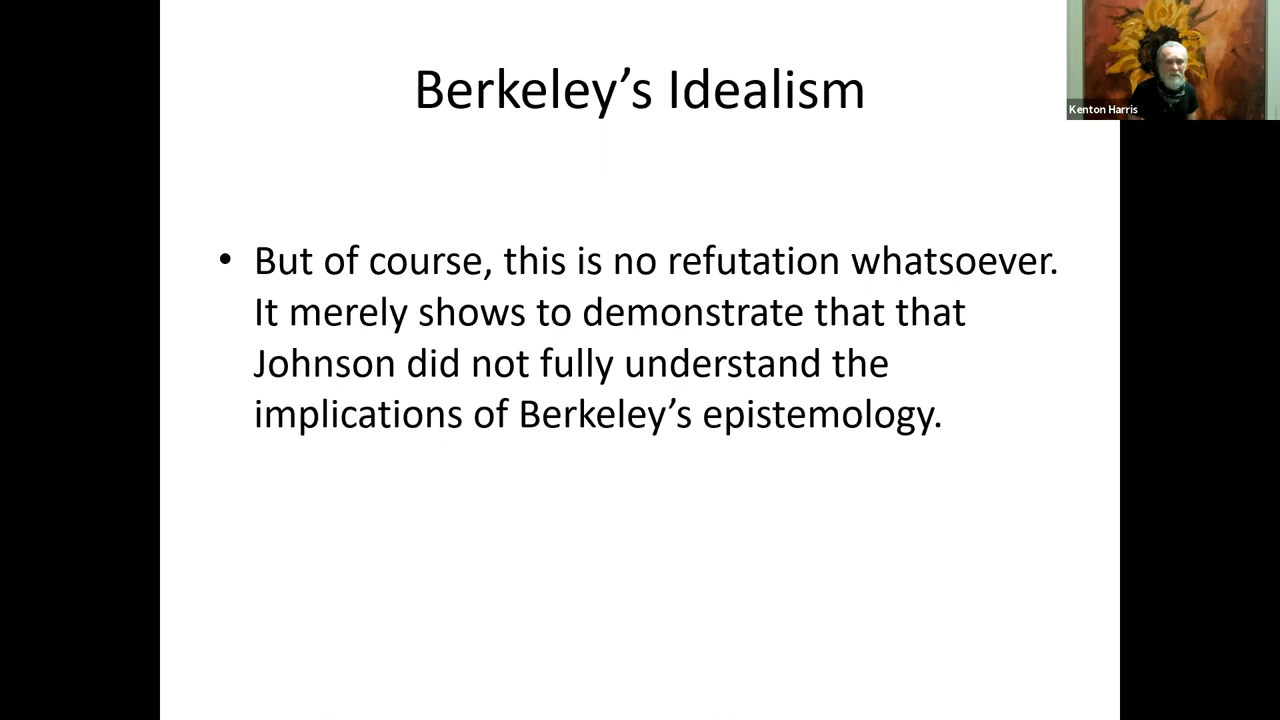 Berkeley’s Idealism
Kenton Harris
• But of course, this is no refutation whatsoever.
It merely shows to demonstrate that that
Johnson did not fully understand the
implications of Berkeley’s epistemology.